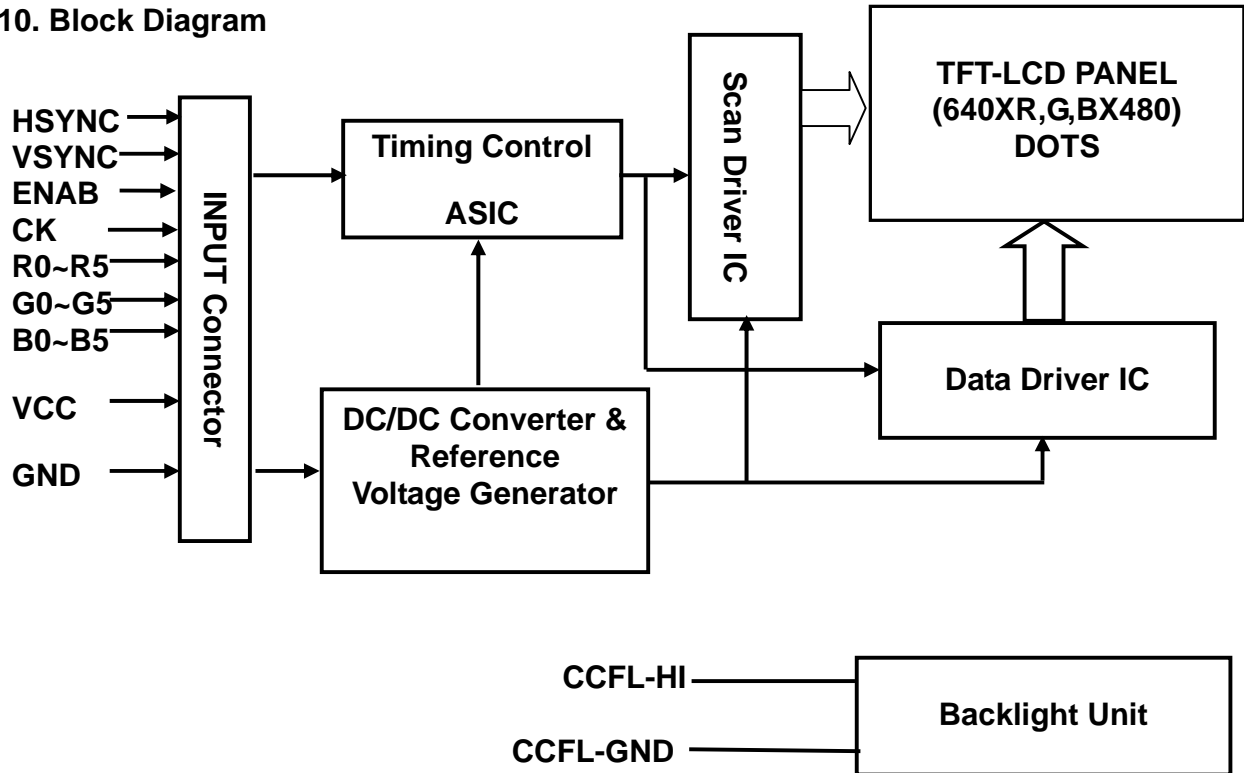 10. Block Diagram
HSYNC
VSYNC
ENAB
CK
R0~R5
G0~G5
B0~B5
VCC
GND
INPUT Connector
Timing Control
ASIC
DC/DC Converter &
Reference
Voltage Generator
Scan Driver IC
TFT-LCD PANEL
(640XR,G,BX480)
DOTS
Data Driver IC
CCFL-HI
CCFL-GND
Backlight Unit